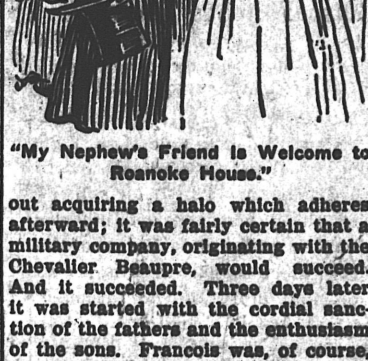 "My Nephew's Friend is Welcome to
Roanoke House."
out acquiring a halo which adheres
afterward; it was fairly certain that a
military company, originating with the
Chevalier Beaupre, would succeed.
And it succeeded. Three days later
it was started with the cordial sanc-
tion of the fathers and the enthusiasm
of the sons. Francois was, of course